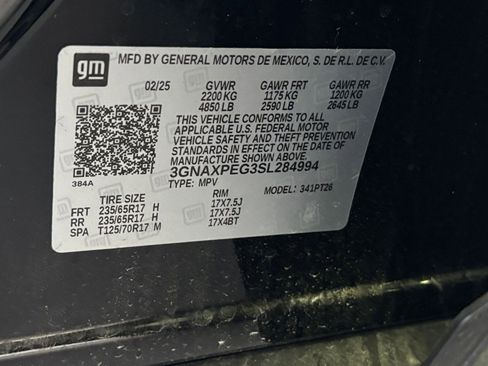 gm
MFD BY GENERAL MOTORS DE MEXICO, S. DE R.L. DE C.V.
02/25 GVWR GAWR FRT GAWR RR
2200 KG 1175 KG 1200 KG
4850 LB 2590 LB 2645 LB
THIS VEHICLE CONFORMS TO ALL
APPLICABLE U.S. FEDERAL MOTOR
VEHICLE SAFETY AND THEFT PREVENTION
STANDARDS IN EFFECT ON THE DATE OF
MANUFACTURE SHOWN ABOVE.
3GNAXPEG3SL284994
384A TYPE: MPV MODEL: 341PT26
TIRE SIZE RIM
FRT 235/65R17 H 17X7.5J
RR 235/65R17 H 17X7.5J
SPA T125/70R17 M 17X4BT